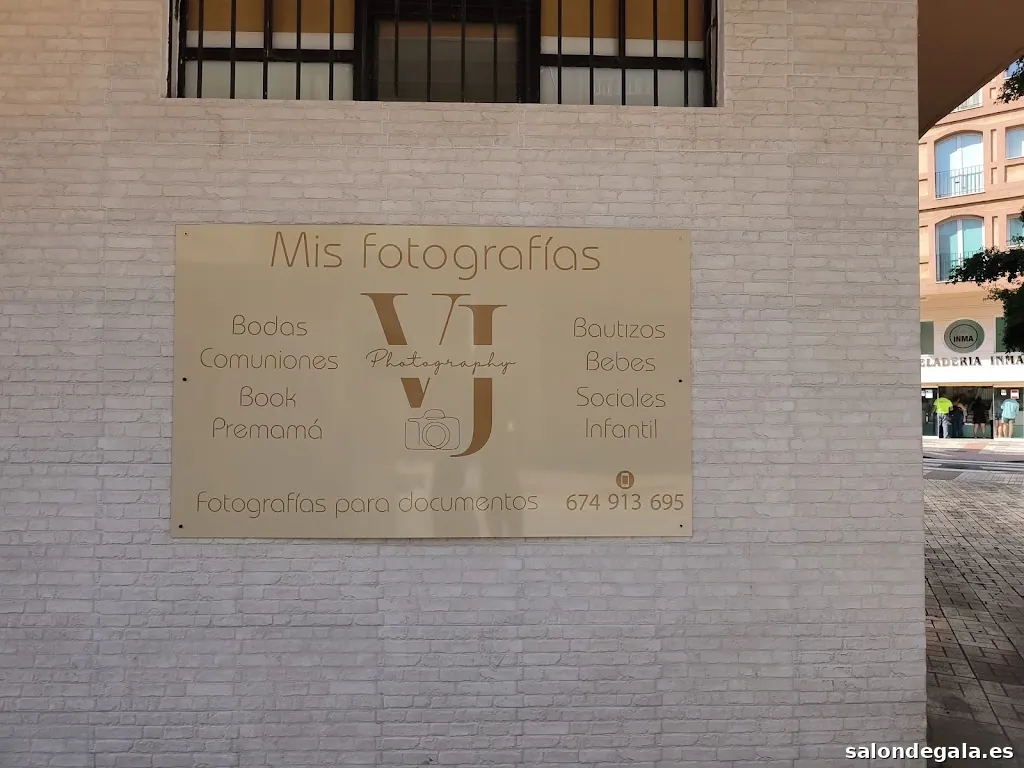 Mis fotografías
VJ
Photography
Bodas
Comuniones
Book
Premamá
Bautizos
Bebes
Sociales
Infantil
Fotografías para documentos
674 913 695
INMA
ELADERIA INMA
salondegala.es